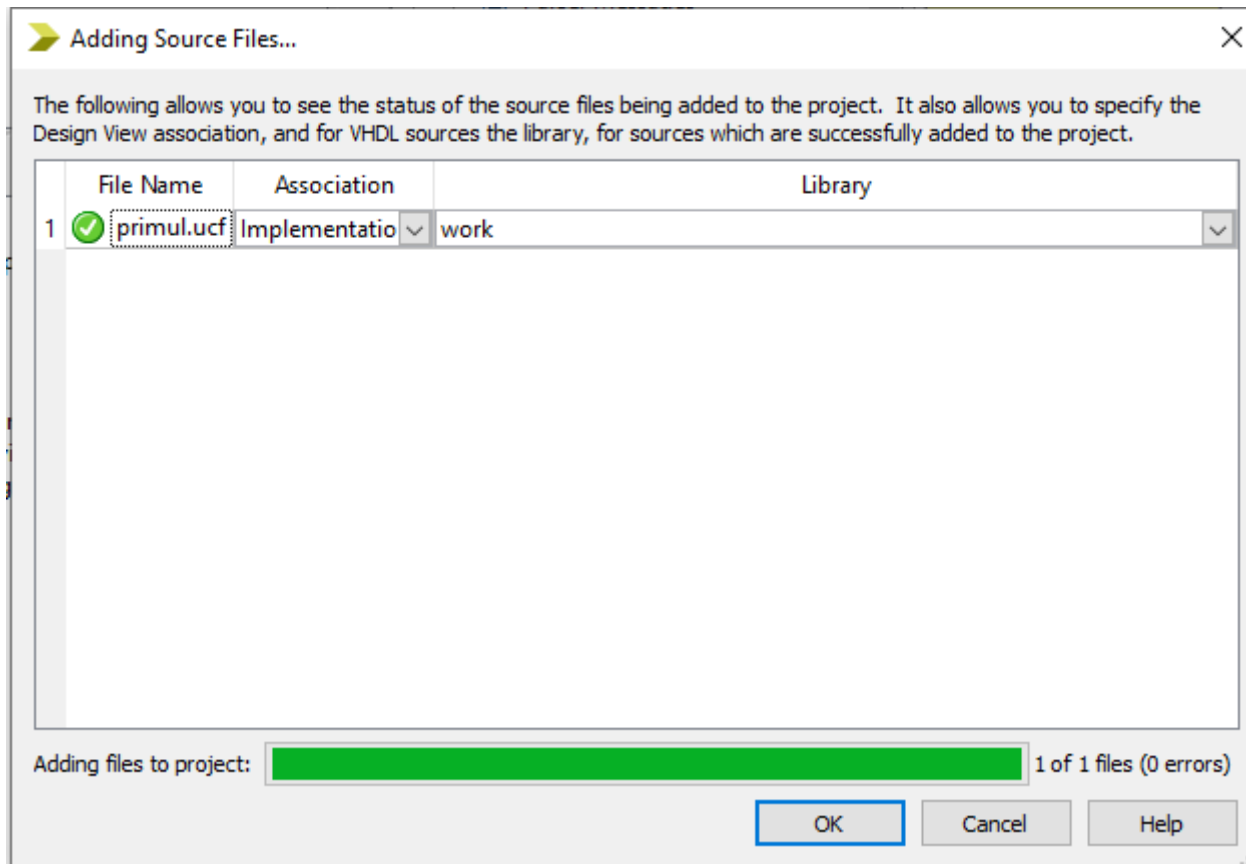 Adding Source Files...
The following allows you to see the status of the source files being added to the project. It also allows you to specify the
Design View association, and for VHDL sources the library, for sources which are successfully added to the project.
File Name Association Library
1 primul.ucf Implementatio work
Adding files to project: 1 of 1 files (0 errors)
OK Cancel Help